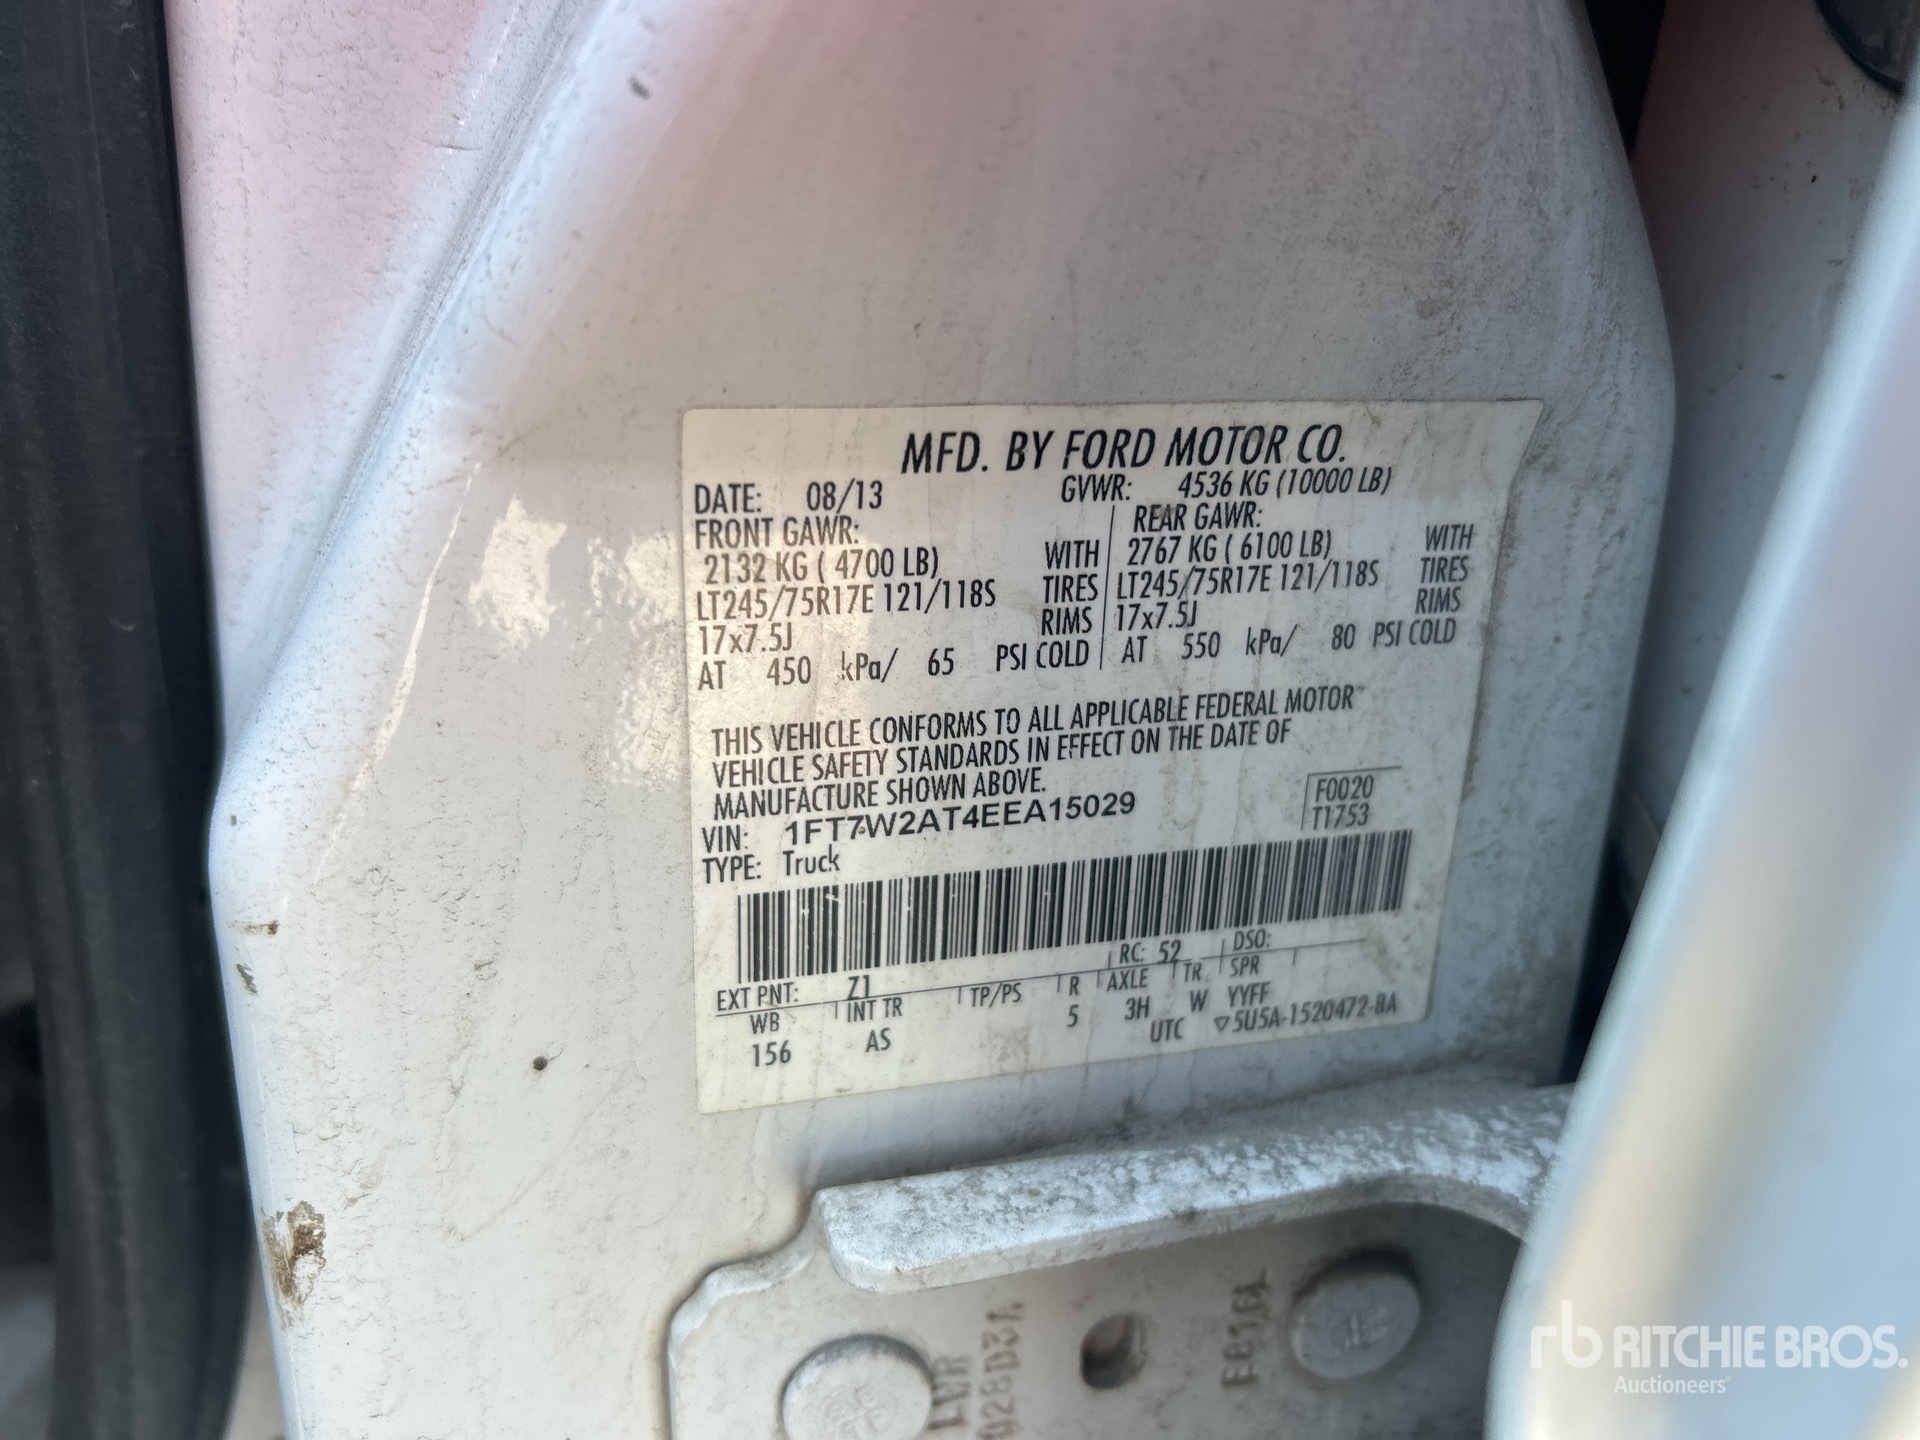 MFD. BY FORD MOTOR CO.
DATE: 08/13 GVWR: 4536 KG (10000 LB)
FRONT GAWR: REAR GAWR:
2132 KG ( 4700 LB) WITH 2767 KG ( 6100 LB) WITH
LT245/75R17E 121/118S TIRES LT245/75R17E 121/118S TIRES
17x7.5J RIMS 17x7.5J RIMS
AT 450 kPa/ 65 PSI COLD AT 550 kPa/ 80 PSI COLD
THIS VEHICLE CONFORMS TO ALL APPLICABLE FEDERAL MOTOR
VEHICLE SAFETY STANDARDS IN EFFECT ON THE DATE OF
MANUFACTURE SHOWN ABOVE.
F0020
VIN: 1FT7W2AT4EEA15029
T1753
TYPE: Truck
EXT PNT: Z1 RC: 52 DSO:
WB INT TR TP/PS R AXLE TR SPR
156 AS 5 3H W YYFF
UTC ▽5U5A-1520472-BA
LWR
E8161
rb RITCHIE BROS.
Auctioneers